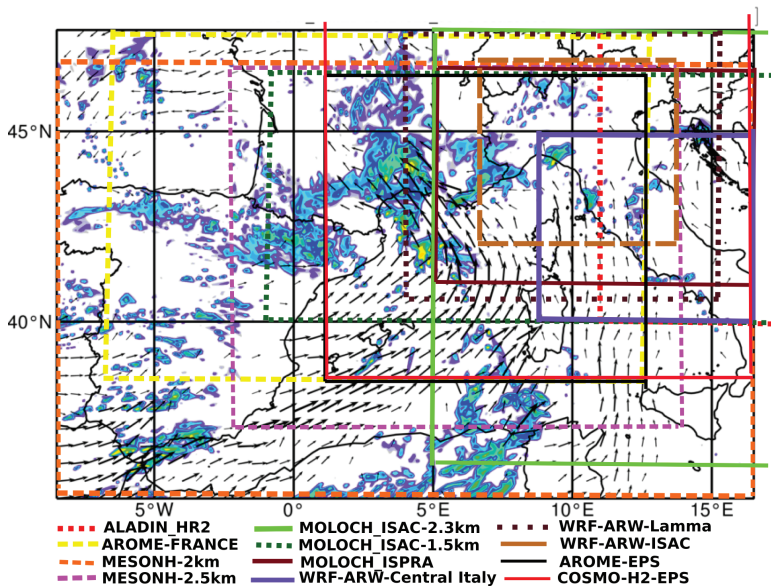 45°N
40°N
5°W 0° 5°E 10°E 15°E
ALADIN_HR2 MOLOCH_ISAC-2.3km WRF-ARW-Lamma
AROME-FRANCE MOLOCH_ISAC-1.5km WRF-ARW-ISAC
MESONH-2km MOLOCH_ISPRA AROME-EPS
MESONH-2.5km WRF-ARW-Central Italy COSMO-H2-EPS